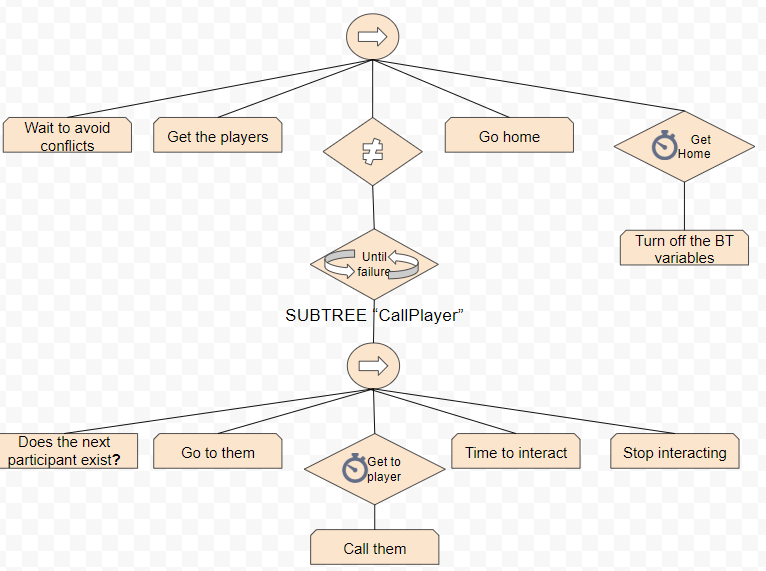 Wait to avoid
conflicts
Get the players
≠
Go home
Get
Home
Turn off the BT
variables
Until
failure
SUBTREE “CallPlayer”
Does the next
participant exist?
Go to them
Get to
player
Time to interact
Stop interacting
Call them